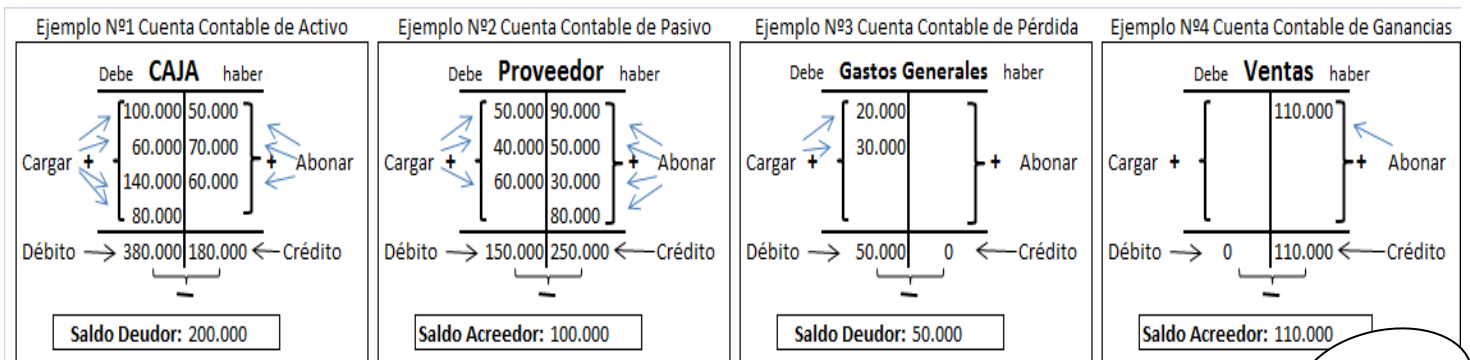 Ejemplo Nº1 Cuenta Contable de Activo
Debe CAJA haber
100.000 50.000
60.000 70.000
Cargar + + Abonar
140.000 60.000
80.000
Débito 380.000 180.000 Crédito
–
Saldo Deudor: 200.000
Ejemplo Nº2 Cuenta Contable de Pasivo
Debe Proveedor haber
50.000 90.000
40.000 50.000
Cargar + + Abonar
60.000 30.000
80.000
Débito 150.000 250.000 Crédito
–
Saldo Acreedor: 100.000
Ejemplo Nº3 Cuenta Contable de Pérdida
Debe Gastos Generales haber
20.000
30.000
Cargar + + Abonar
Débito 50.000 0 Crédito
–
Saldo Deudor: 50.000
Ejemplo Nº4 Cuenta Contable de Ganancias
Debe Ventas haber
110.000
Cargar + + Abonar
Débito 0 110.000 Crédito
–
Saldo Acreedor: 110.000